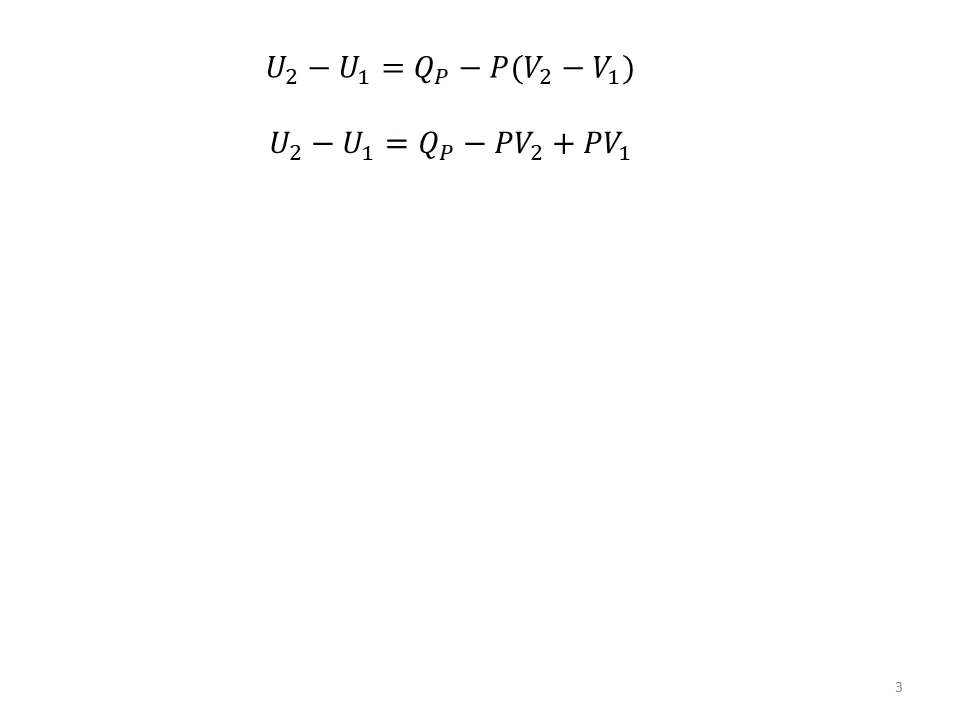 U₂ − U₁ = Q_P − P(V₂ − V₁)
U₂ − U₁ = Q_P − PV₂ + PV₁
3